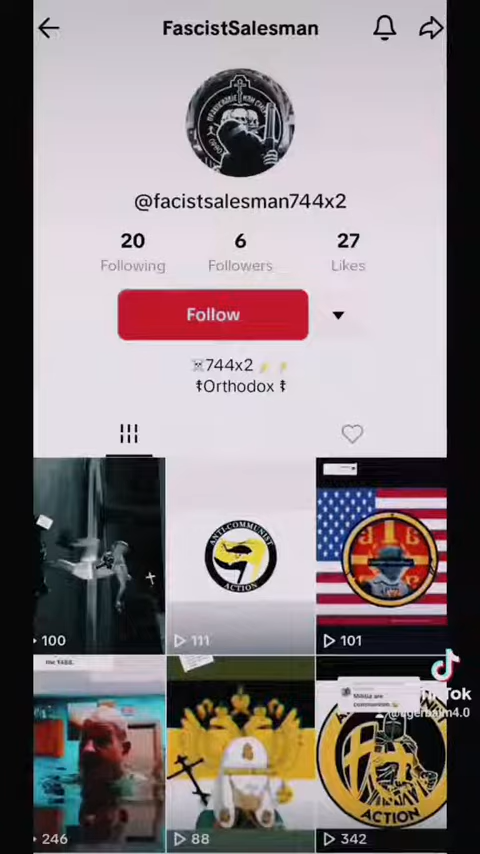 FascistSalesman
@facistsalesman744x2
20
6
27
Following
Followers
Likes
Follow
744x2
Orthodox
ANTI-COMMUNIST
ACTION
100
111
101
TikTok
246
88
342
ACTION